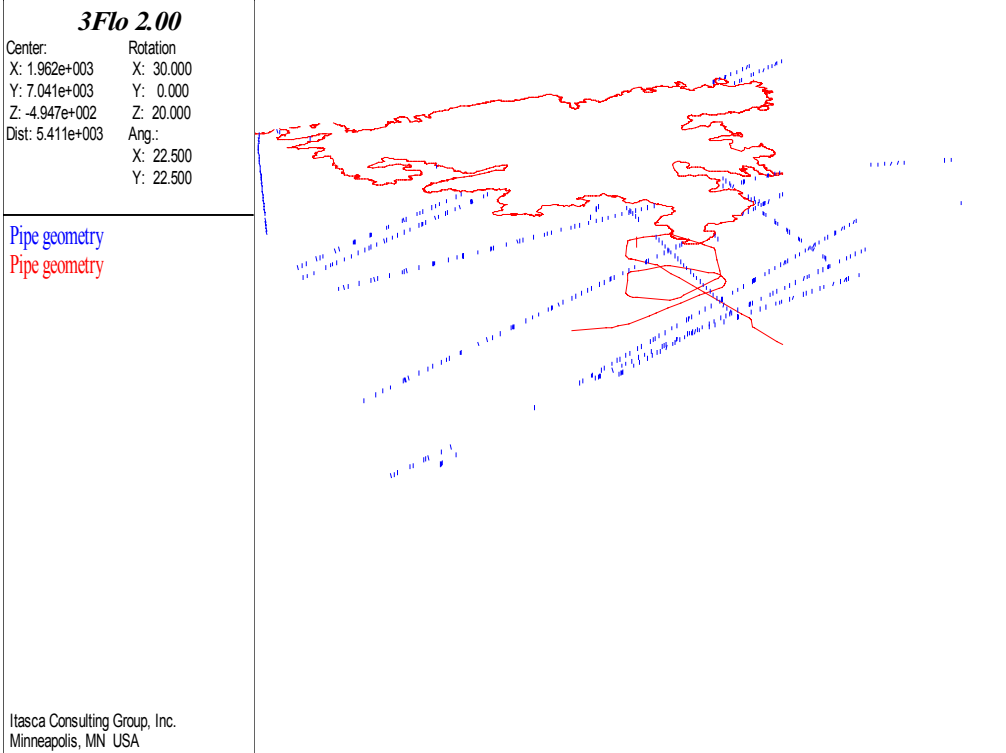 3Flo 2.00
Center: Rotation
X: 1.962e+003 X: 30.000
Y: 7.041e+003 Y: 0.000
Z: -4.947e+002 Z: 20.000
Dist: 5.411e+003 Ang.:
X: 22.500
Y: 22.500
Pipe geometry
Pipe geometry
Itasca Consulting Group, Inc.
Minneapolis, MN USA